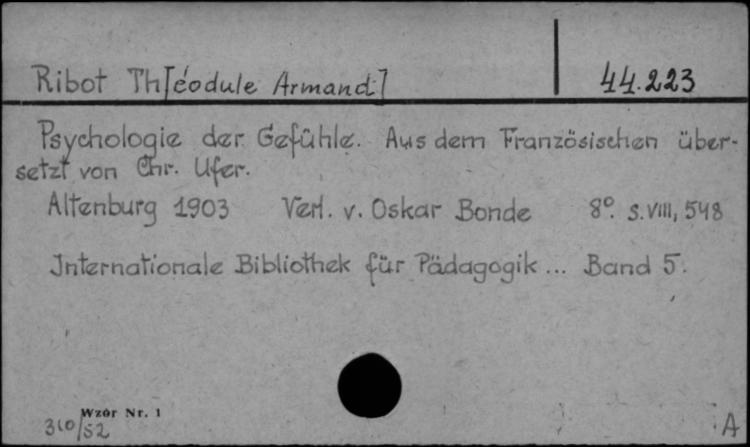 Ribot Th[éodule Armand] 44.223
Psychologie der Gefühle. Aus dem Französischen über-
setzt von Chr. Ufer.
Altenburg 1903 Verl. v. Oskar Bonde 8º. S.VIII, 548
Internationale Bibliothek für Pädagogik ... Band 5.
Wzór Nr. 1
310/52
A